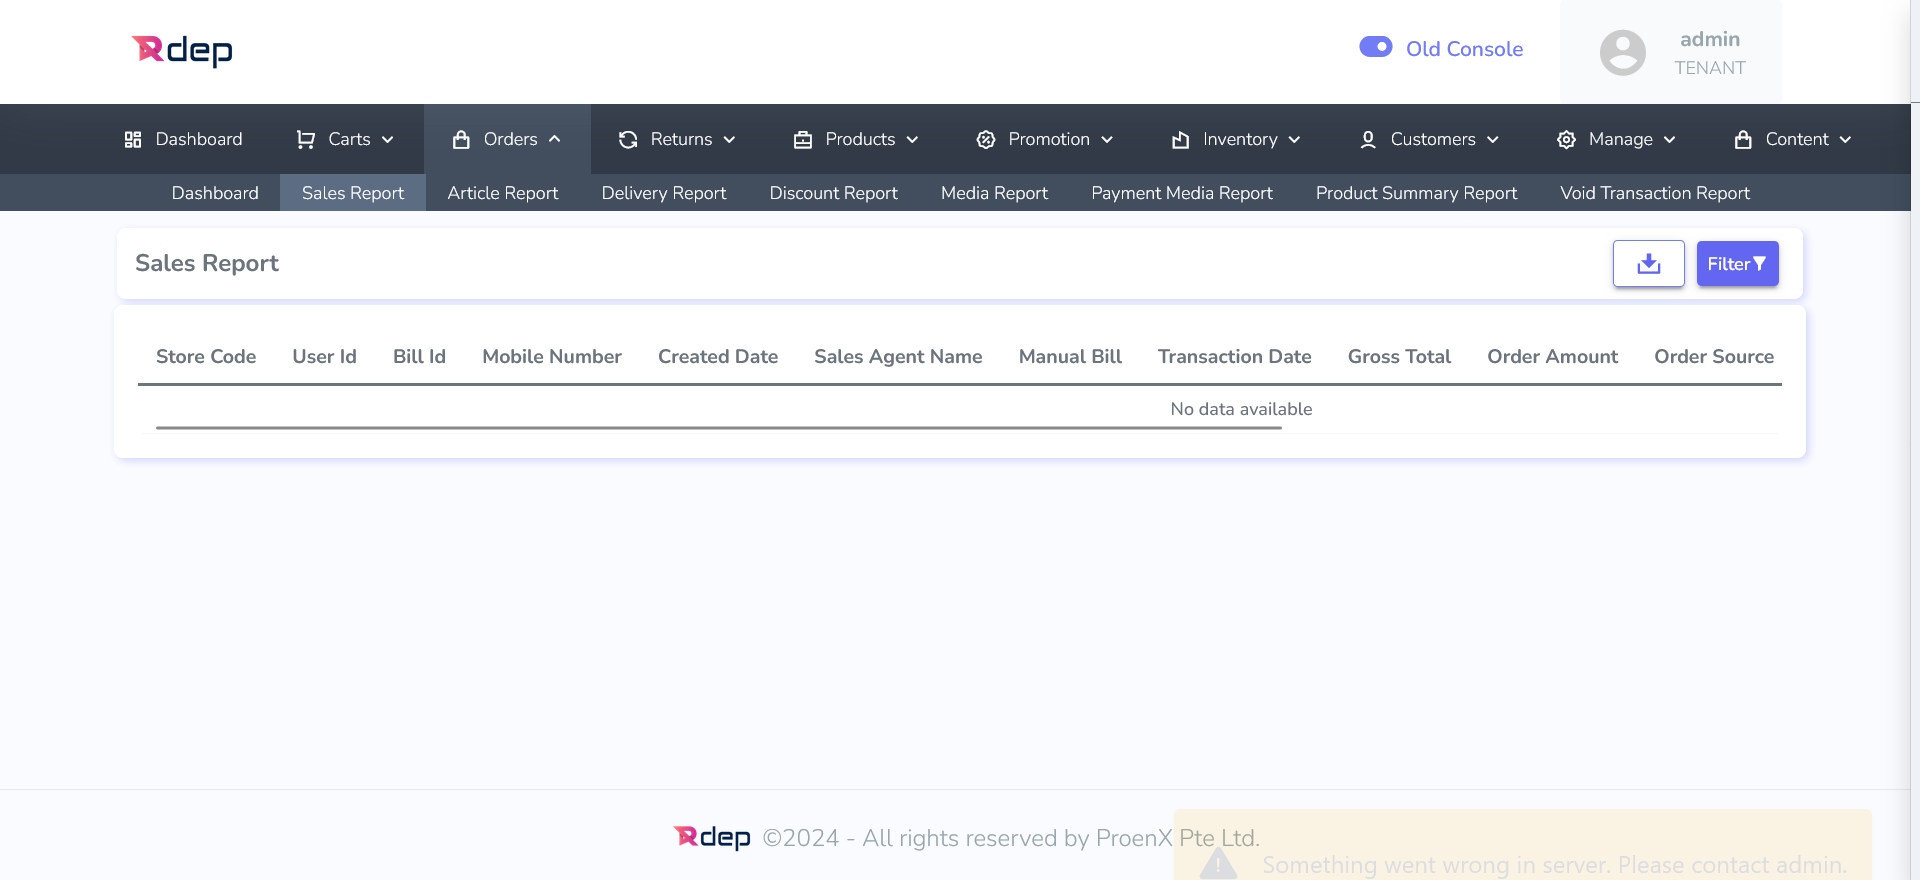 Rdep
Old Console
admin
TENANT
Dashboard Carts Orders Returns Products Promotion Inventory Customers Manage Content
Dashboard Sales Report Article Report Delivery Report Discount Report Media Report Payment Media Report Product Summary Report Void Transaction Report
Sales Report
Filter
Store Code User Id Bill Id Mobile Number Created Date Sales Agent Name Manual Bill Transaction Date Gross Total Order Amount Order Source
No data available
Rdep ©2024 - All rights reserved by ProenX Pte Ltd.
Something went wrong in server. Please contact admin.